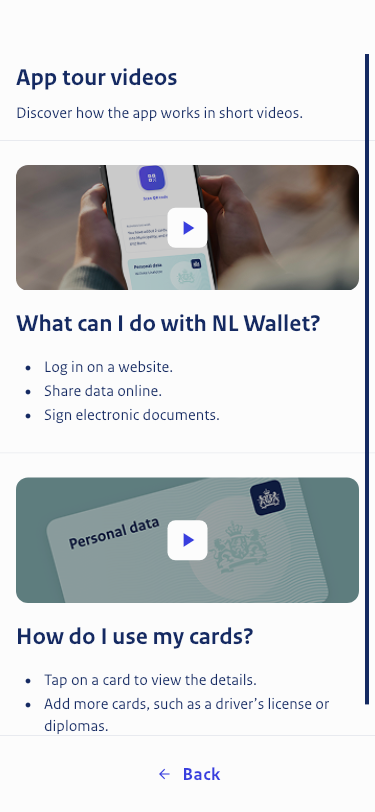 App tour videos
Discover how the app works in short videos.
Scan QR code
Personal data
What can I do with NL Wallet?
Log in on a website.
Share data online.
Sign electronic documents.
Personal data
How do I use my cards?
Tap on a card to view the details.
Add more cards, such as a driver’s license or
diplomas.
Back